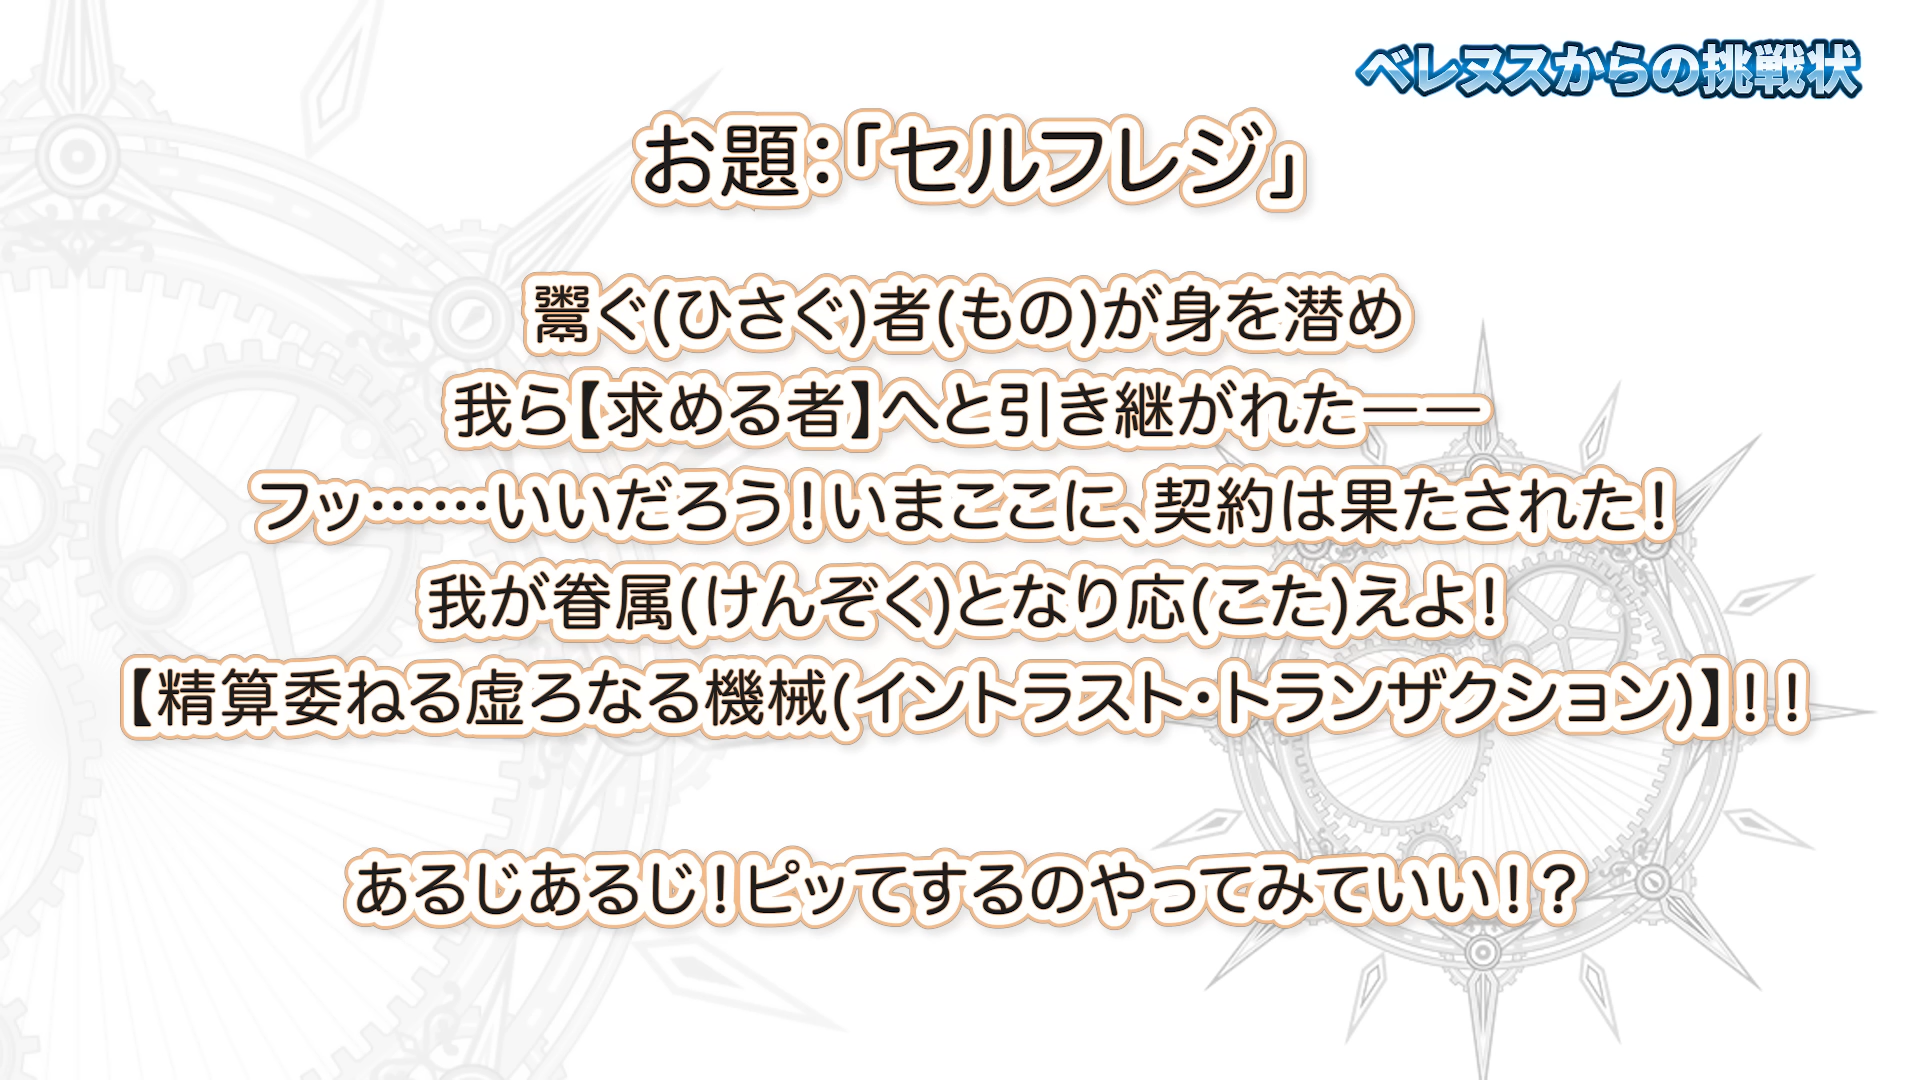 ベレヌスからの挑戦状
お題：「セルフレジ」
鬻ぐ(ひさぐ)者(もの)が身を潜め
我ら【求める者】へと引き継がれた――
フッ……いいだろう！いまここに、契約は果たされた！
我が眷属(けんぞく)となり応(こた)えよ！
【精算委ねる虚ろなる機械(イントラスト・トランザクション)】！！
あるじあるじ！ピッてするのやってみていい！？